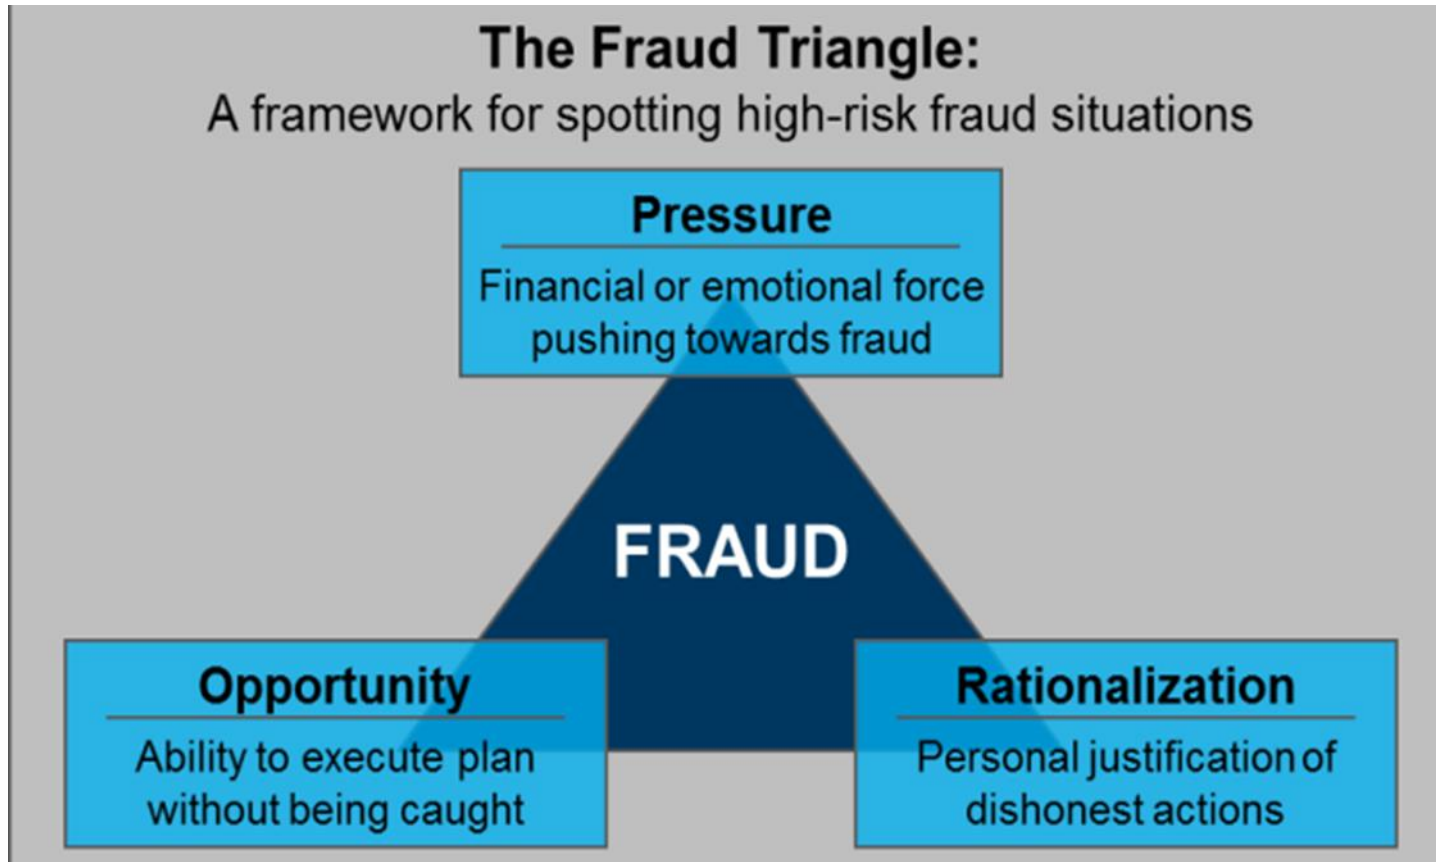 The Fraud Triangle:
A framework for spotting high-risk fraud situations
Pressure
Financial or emotional force
pushing towards fraud
FRAUD
Opportunity
Ability to execute plan
without being caught
Rationalization
Personal justification of
dishonest actions